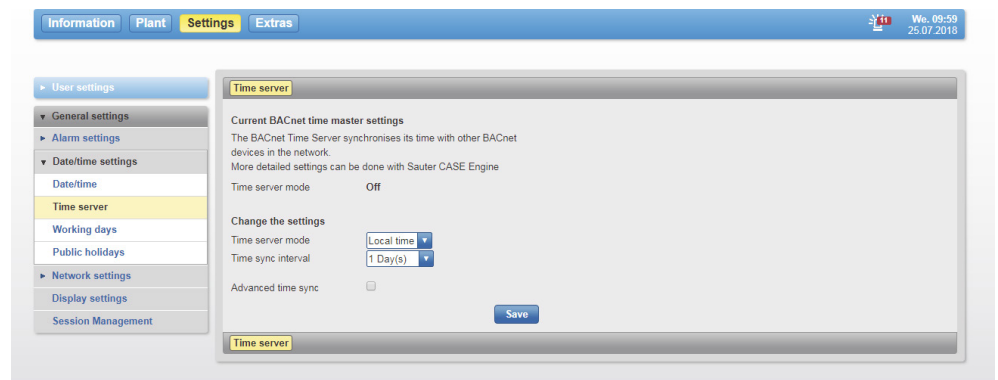 Information Plant Settings Extras
11
We. 09:59
25.07.2018
User settings
General settings
Alarm settings
Date/time settings
Date/time
Time server
Working days
Public holidays
Network settings
Display settings
Session Management
Time server
Current BACnet time master settings
The BACnet Time Server synchronises its time with other BACnet
devices in the network.
More detailed settings can be done with Sauter CASE Engine
Time server mode Off
Change the settings
Time server mode Local time
Time sync interval 1 Day(s)
Advanced time sync
Save
Time server